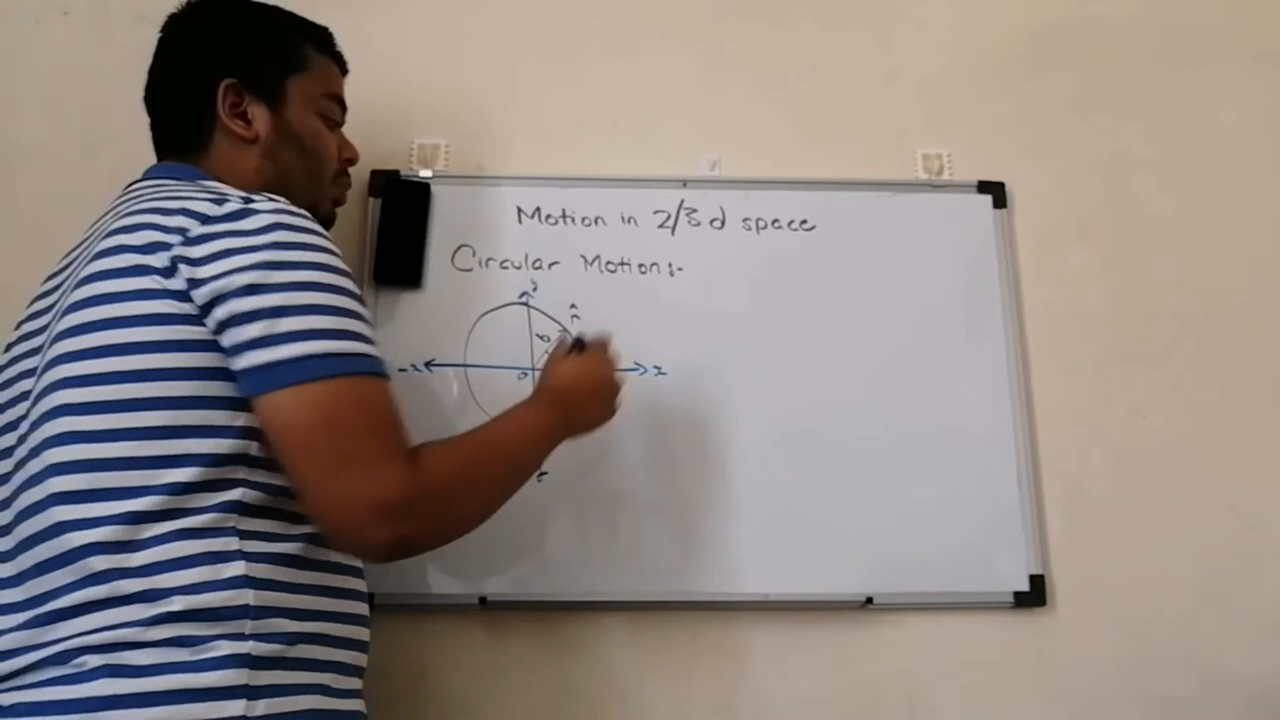 Motion in 2/3 d space
Circular Motion:-
y
r̂
-x
o
x